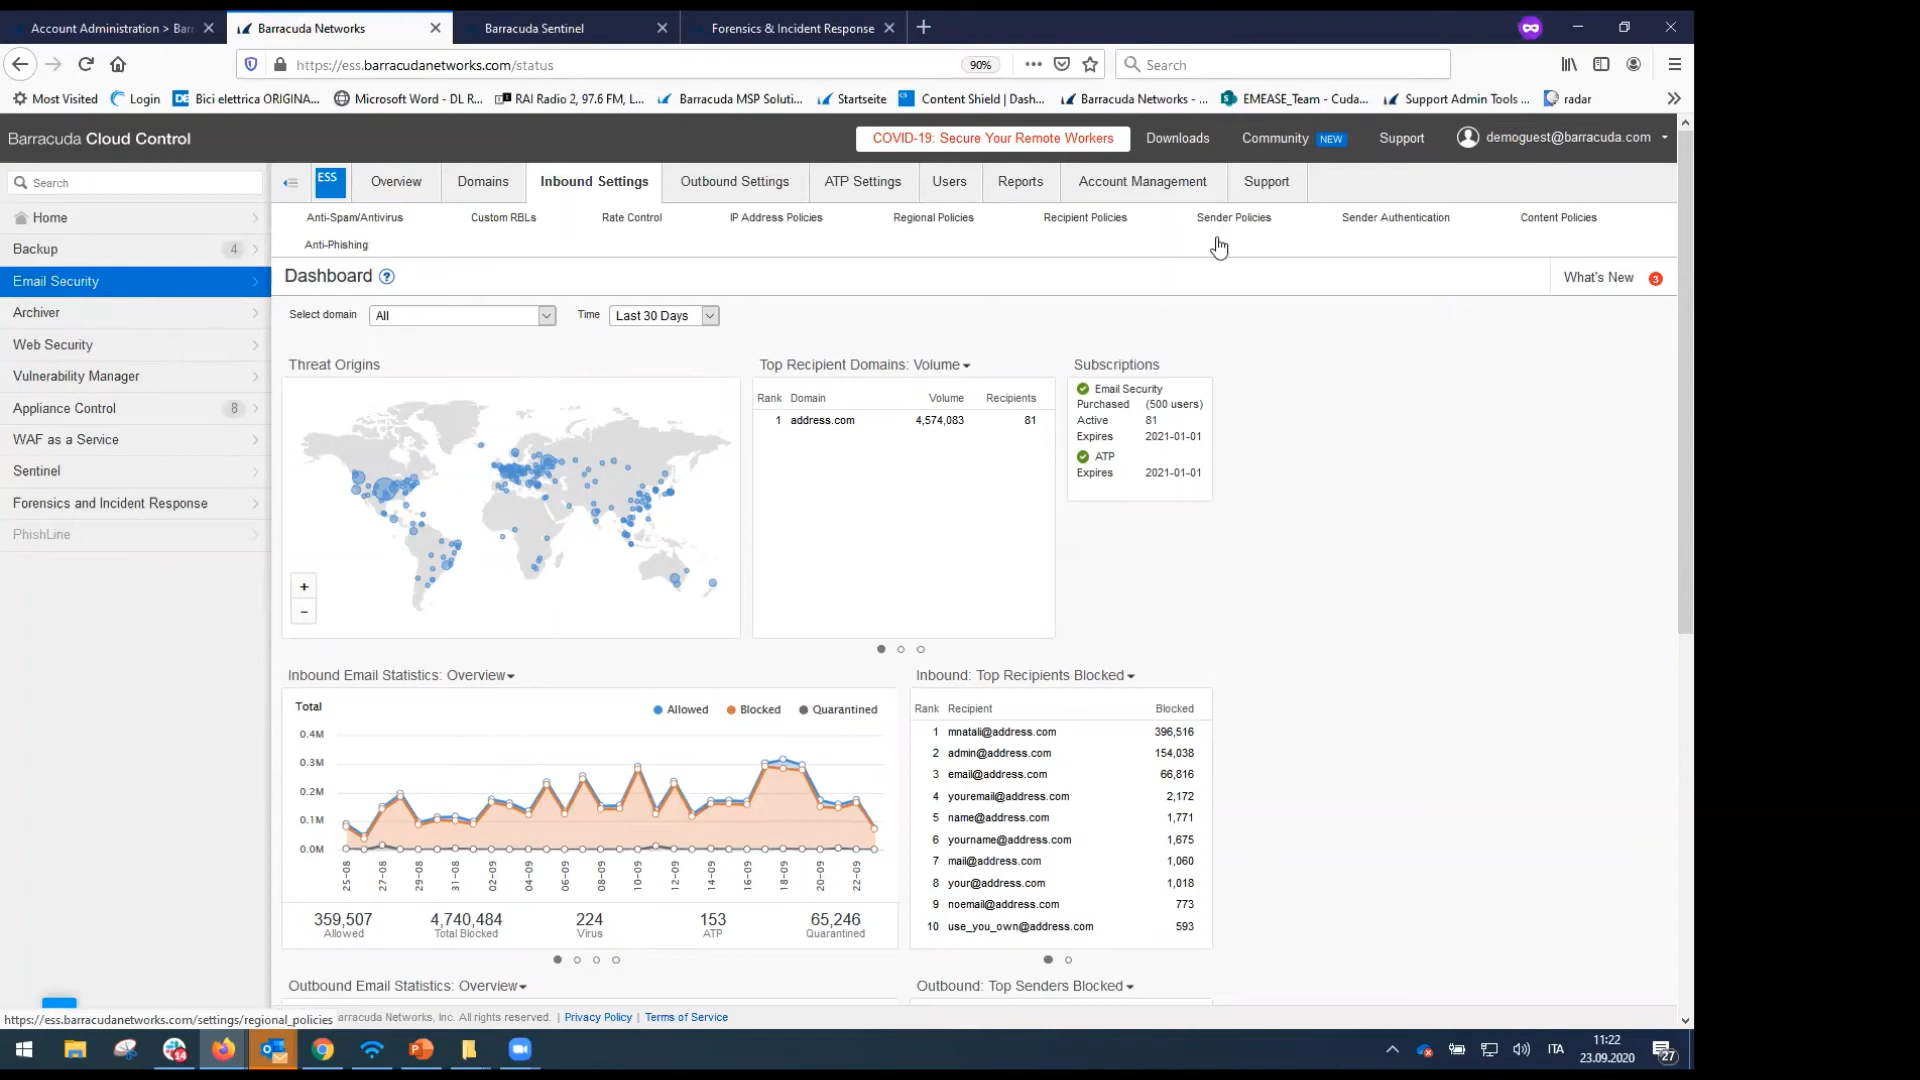 Account Administration > Barr
Barracuda Networks
Barracuda Sentinel
Forensics & Incident Response
https://ess.barracudanetworks.com/status
90%
Search
Most Visited
Login
DE Bici elettrica ORIGINA...
Microsoft Word - DL R...
RAI Radio 2, 97.6 FM, L...
Barracuda MSP Soluti...
Startseite
Content Shield | Dash...
Barracuda Networks - ...
EMEASE_Team - Cuda...
Support Admin Tools ...
radar
Barracuda Cloud Control
COVID-19: Secure Your Remote Workers
Downloads
Community NEW
Support
demoguest@barracuda.com
Search
ESS
Overview
Domains
Inbound Settings
Outbound Settings
ATP Settings
Users
Reports
Account Management
Support
Home
Backup 4
Email Security
Archiver
Web Security
Vulnerability Manager
Appliance Control 8
WAF as a Service
Sentinel
Forensics and Incident Response
PhishLine
Anti-Spam/Antivirus
Custom RBLs
Rate Control
IP Address Policies
Regional Policies
Recipient Policies
Sender Policies
Sender Authentication
Content Policies
Anti-Phishing
Dashboard ?
What's New 3
Select domain All Time Last 30 Days
Threat Origins
+
−
Top Recipient Domains: Volume
Rank Domain Volume Recipients
1 address.com 4,574,083 81
Subscriptions
Email Security
Purchased (500 users)
Active 81
Expires 2021-01-01
ATP
Expires 2021-01-01
Inbound Email Statistics: Overview
Total
Allowed Blocked Quarantined
0.4M
0.3M
0.2M
0.1M
0.0M
25-08 27-08 29-08 31-08 02-09 04-09 06-09 08-09 10-09 12-09 14-09 16-09 18-09 20-09 22-09
359,507 4,740,484 224 153 65,246
Allowed Total Blocked Virus ATP Quarantined
Inbound: Top Recipients Blocked
Rank Recipient Blocked
1 mnatali@address.com 396,516
2 admin@address.com 154,038
3 email@address.com 66,816
4 youremail@address.com 2,172
5 name@address.com 1,771
6 yourname@address.com 1,675
7 mail@address.com 1,060
8 your@address.com 1,018
9 noemail@address.com 773
10 use_you_own@address.com 593
Outbound Email Statistics: Overview
Outbound: Top Senders Blocked
https://ess.barracudanetworks.com/settings/regional_policies
arracuda Networks, Inc. All rights reserved. | Privacy Policy | Terms of Service
14
ITA
11:22
23.09.2020
27